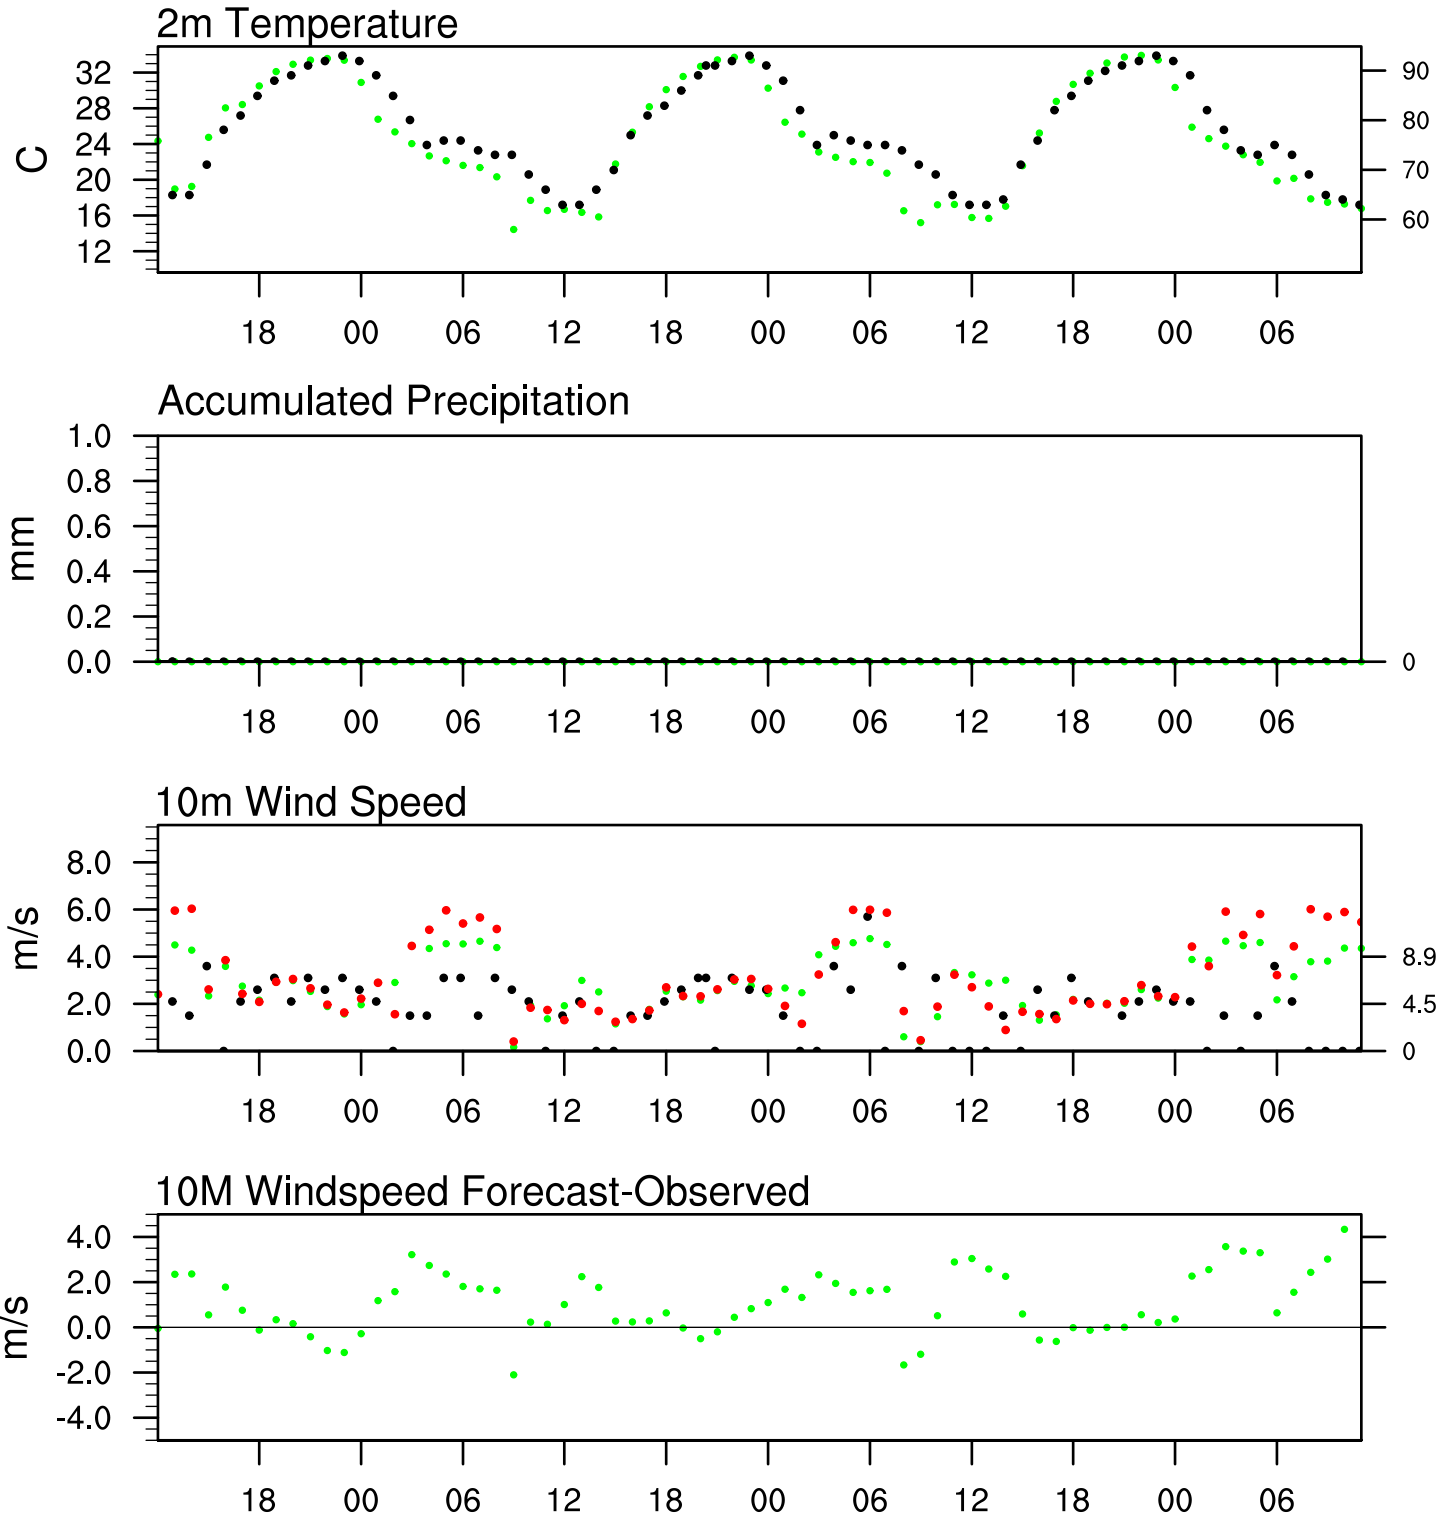 2m Temperature
32
28
24
20
16
12
C
90
80
70
60
18 00 06 12 18 00 06 12 18 00 06
Accumulated Precipitation
1.0
0.8
0.6
0.4
0.2
0.0
mm
0
18 00 06 12 18 00 06 12 18 00 06
10m Wind Speed
8.0
6.0
4.0
2.0
0.0
m/s
8.9
4.5
0
18 00 06 12 18 00 06 12 18 00 06
10M Windspeed Forecast-Observed
4.0
2.0
0.0
-2.0
-4.0
m/s
18 00 06 12 18 00 06 12 18 00 06